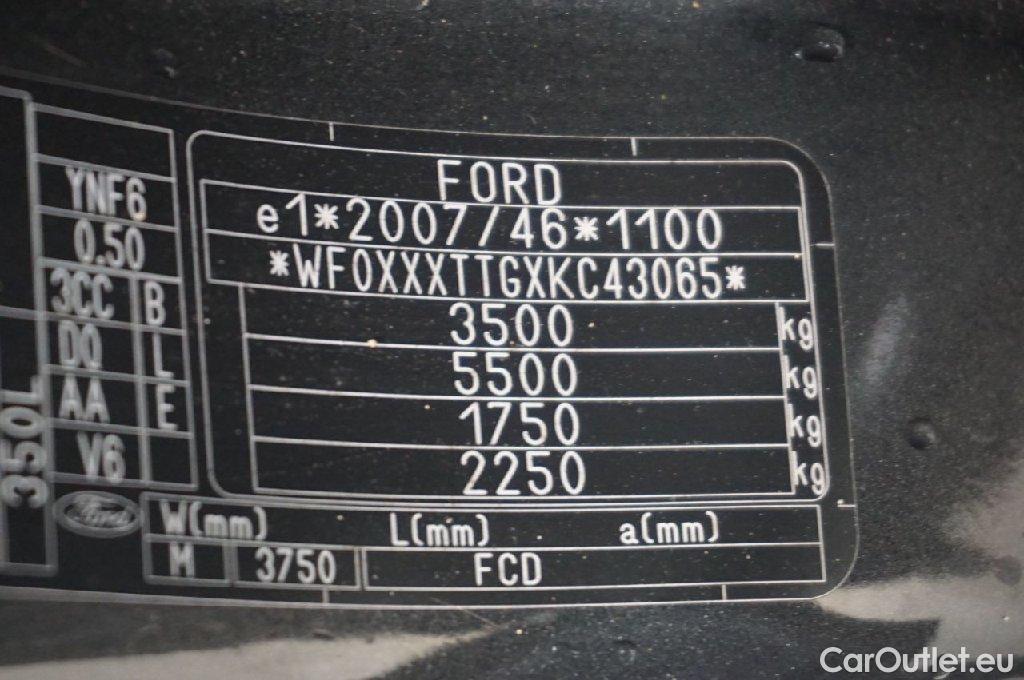 FORD
e1*2007/46*1100
*WF0XXXTTGXKC43065*
3500 kg
5500 kg
1750 kg
2250 kg
YNF6
0.50
3CC B
DQ L
AA E
V6
350L
Ford
W(mm) L(mm) a(mm)
M 3750 FCD
CarOutlet.eu